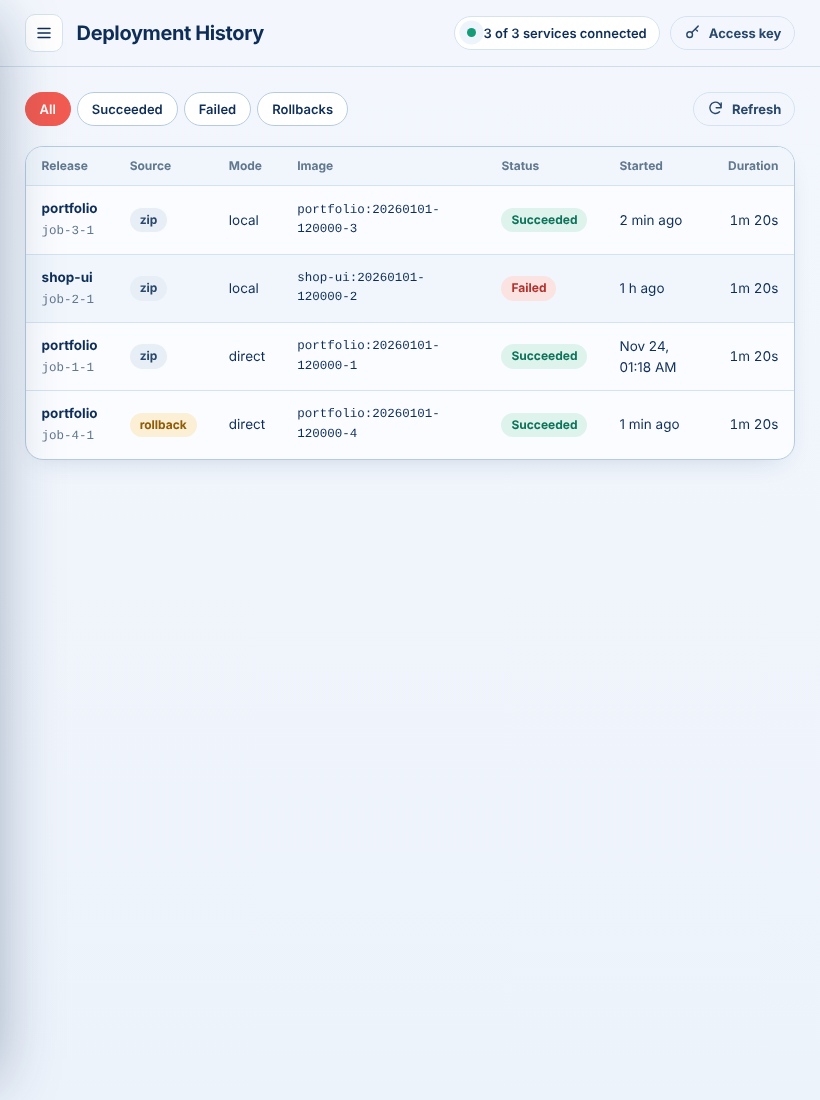 Deployment History
3 of 3 services connected
Access key
All
Succeeded
Failed
Rollbacks
Refresh
Release Source Mode Image Status Started Duration
portfolio
job-3-1
zip
local
portfolio:20260101-
120000-3
Succeeded
2 min ago
1m 20s
shop-ui
job-2-1
zip
local
shop-ui:20260101-
120000-2
Failed
1 h ago
1m 20s
portfolio
job-1-1
zip
direct
portfolio:20260101-
120000-1
Succeeded
Nov 24,
01:18 AM
1m 20s
portfolio
job-4-1
rollback
direct
portfolio:20260101-
120000-4
Succeeded
1 min ago
1m 20s